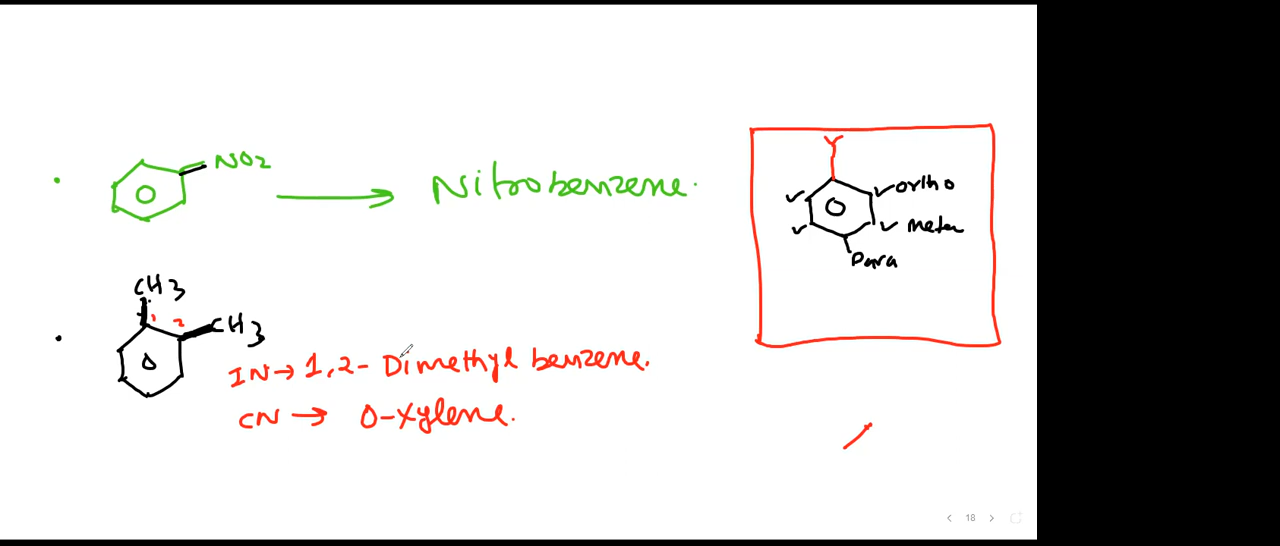 NO2
Nitrobenzene.
Y
ortho
meta
Para
CH3
1 2
CH3
IN→ 1,2- Dimethyl benzene.
CN → O-xylene.
18